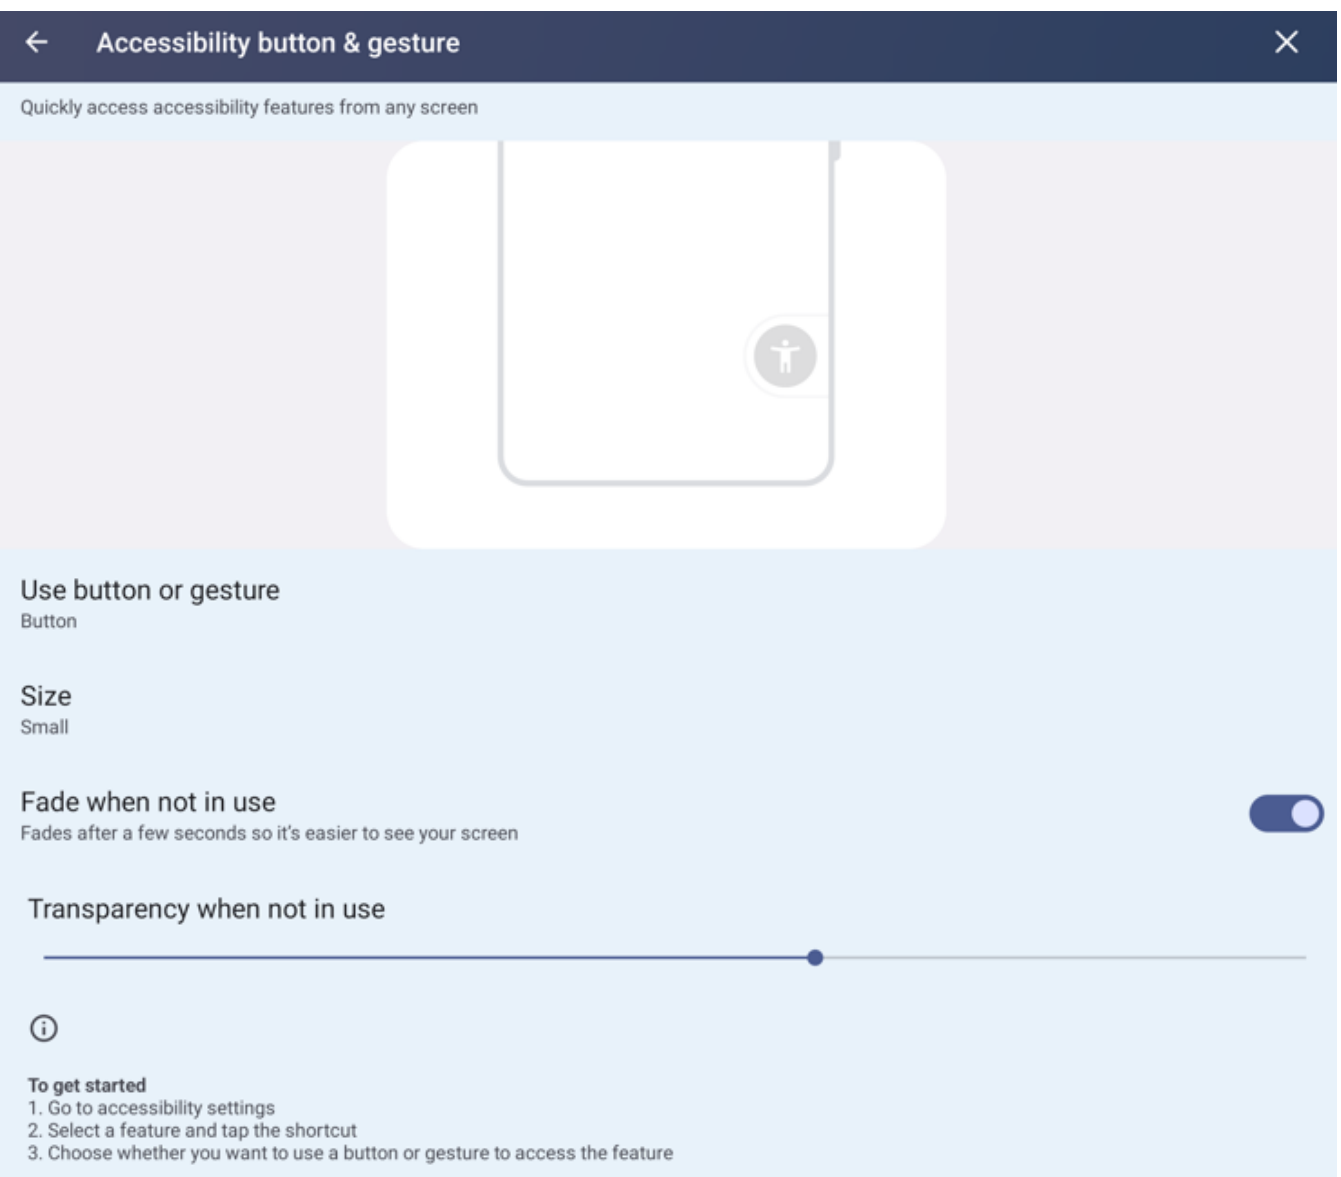 Accessibility button & gesture
Quickly access accessibility features from any screen
Use button or gesture
Button
Size
Small
Fade when not in use
Fades after a few seconds so it's easier to see your screen
Transparency when not in use
To get started
1. Go to accessibility settings
2. Select a feature and tap the shortcut
3. Choose whether you want to use a button or gesture to access the feature